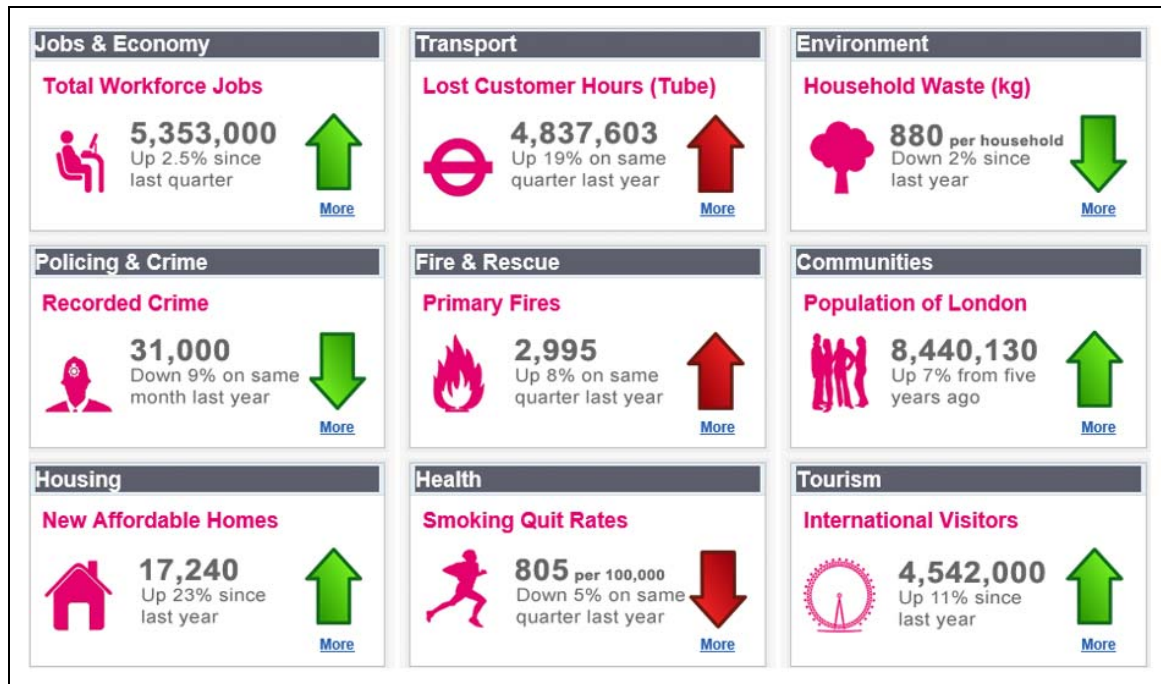 Jobs & Economy
Total Workforce Jobs
5,353,000
Up 2.5% since
last quarter
More
Transport
Lost Customer Hours (Tube)
4,837,603
Up 19% on same
quarter last year
More
Environment
Household Waste (kg)
880 per household
Down 2% since
last year
More
Policing & Crime
Recorded Crime
31,000
Down 9% on same
month last year
More
Fire & Rescue
Primary Fires
2,995
Up 8% on same
quarter last year
More
Communities
Population of London
8,440,130
Up 7% from five
years ago
More
Housing
New Affordable Homes
17,240
Up 23% since
last year
More
Health
Smoking Quit Rates
805 per 100,000
Down 5% on same
quarter last year
More
Tourism
International Visitors
4,542,000
Up 11% since
last year
More